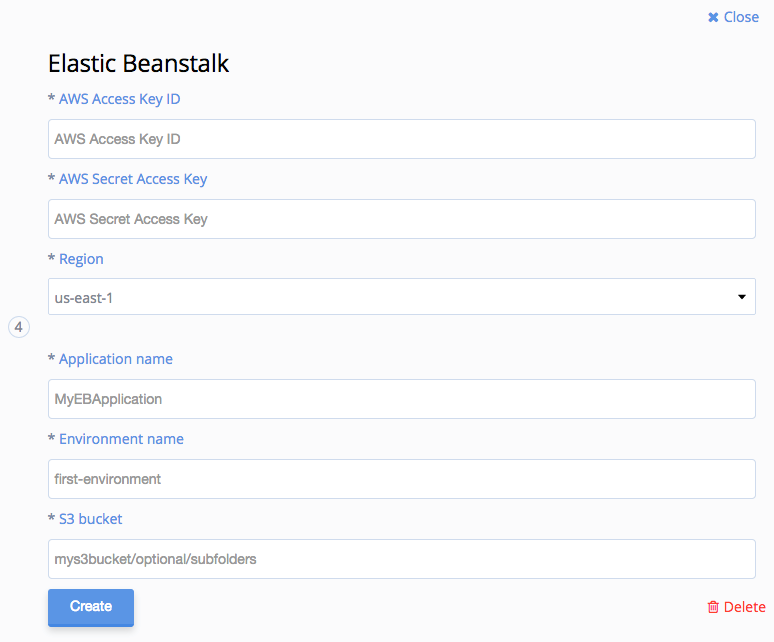 Close
Elastic Beanstalk
* AWS Access Key ID
AWS Access Key ID
* AWS Secret Access Key
AWS Secret Access Key
* Region
us-east-1
4
* Application name
MyEBApplication
* Environment name
first-environment
* S3 bucket
mys3bucket/optional/subfolders
Create
Delete